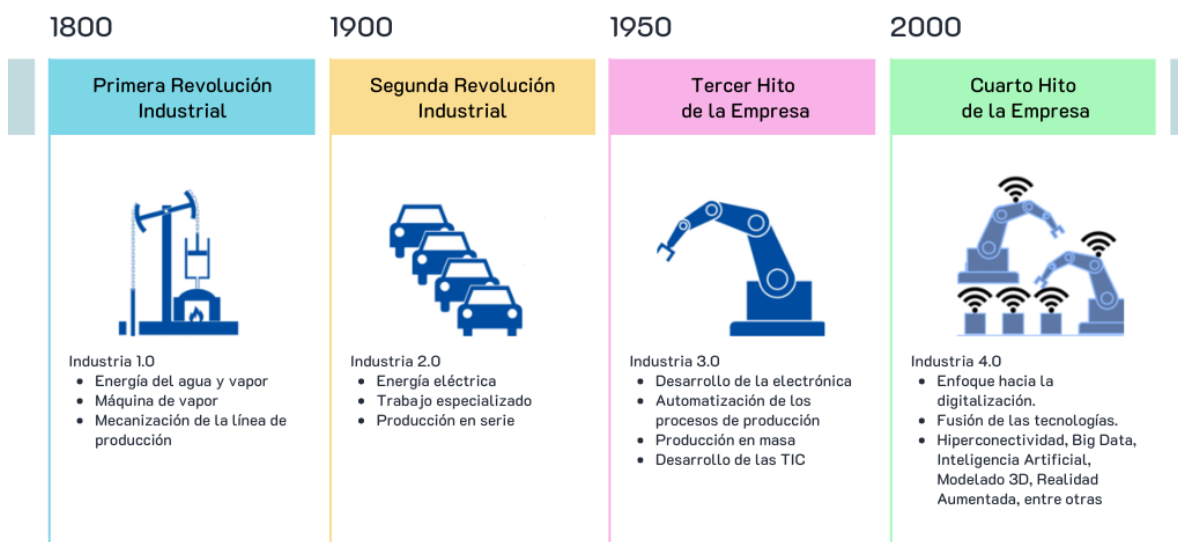 1800
Primera Revolución
Industrial
Industria 1.0
• Energía del agua y vapor
• Máquina de vapor
• Mecanización de la línea de
producción
1900
Segunda Revolución
Industrial
Industria 2.0
• Energía eléctrica
• Trabajo especializado
• Producción en serie
1950
Tercer Hito
de la Empresa
Industria 3.0
• Desarrollo de la electrónica
• Automatización de los
procesos de producción
• Producción en masa
• Desarrollo de las TIC
2000
Cuarto Hito
de la Empresa
Industria 4.0
• Enfoque hacia la
digitalización.
• Fusión de las tecnologías.
• Hiperconectividad, Big Data,
Inteligencia Artificial,
Modelado 3D, Realidad
Aumentada, entre otras